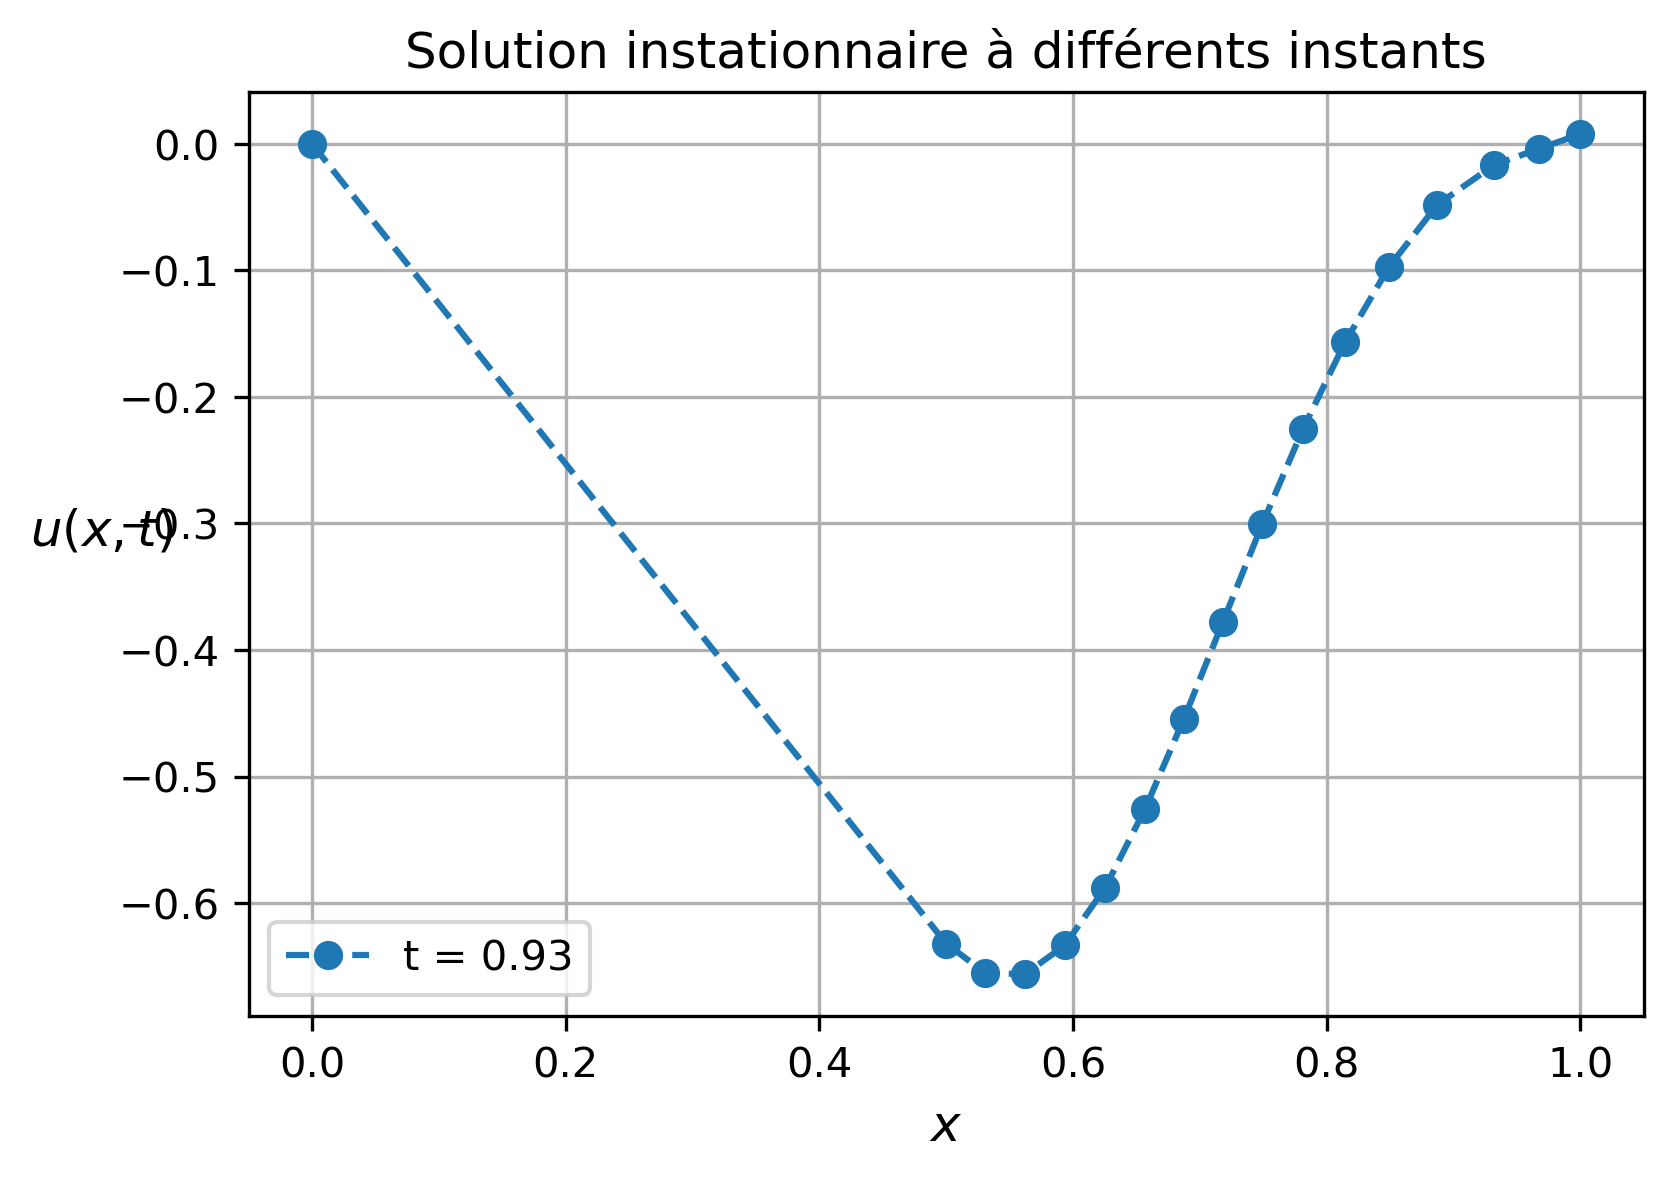 Solution instationnaire à différents instants
0.0
−0.1
−0.2
u(x, t)
−0.3
−0.4
−0.5
−0.6
t = 0.93
0.0 0.2 0.4 0.6 0.8 1.0
x